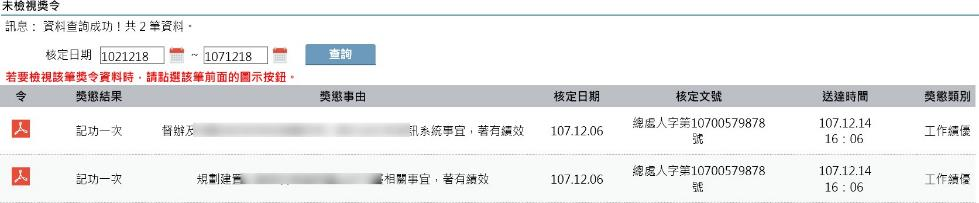 未檢視獎令
訊息： 資料查詢成功！共 2 筆資料。
核定日期 1021218 ~ 1071218 查詢
若要檢視該筆獎令資料時，請點選該筆前面的圖示按鈕。
令 獎懲結果 獎懲事由 核定日期 核定文號 送達時間 獎懲類別
記功一次 督辦及 訊系統事宜，著有績效 107.12.06 總處人字第10700579878 107.12.14 工作績優
號 16：06
記功一次 規劃建 相關事宜，著有績效 107.12.06 總處人字第10700579878 107.12.14 工作績優
號 16：06